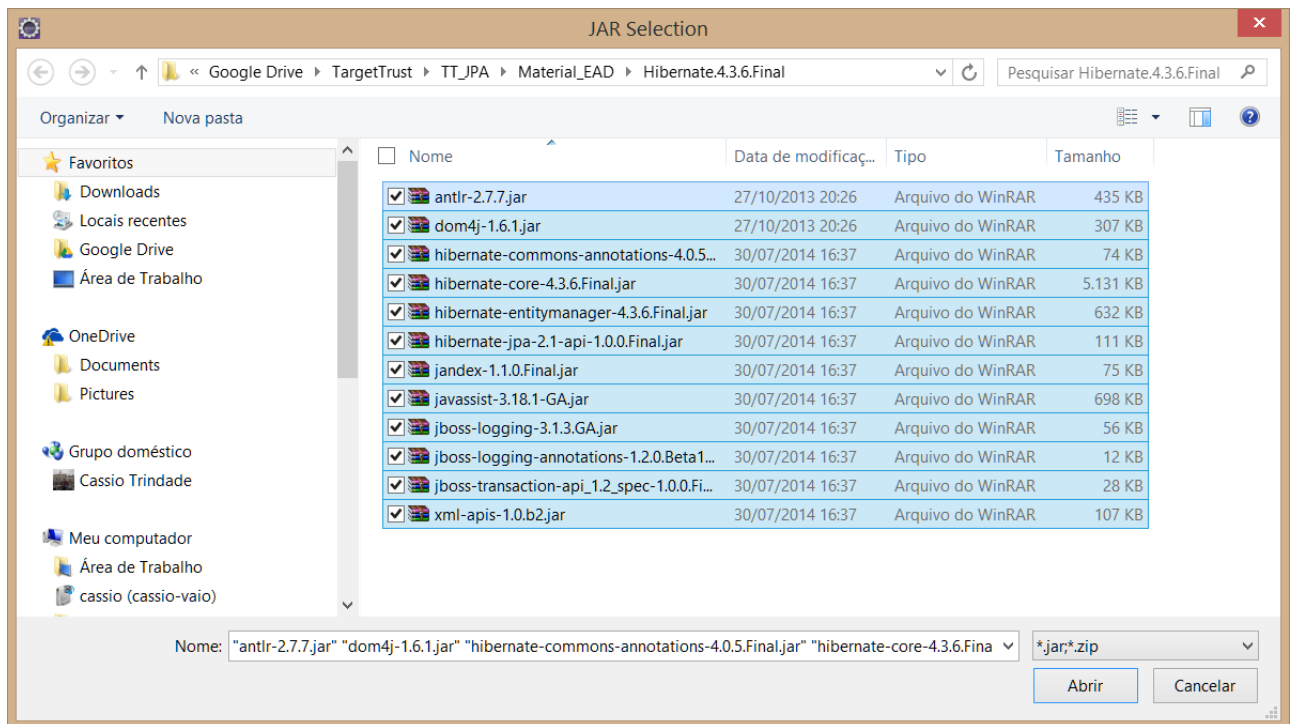 JAR Selection
« Google Drive TargetTrust TT_JPA Material_EAD Hibernate.4.3.6.Final Pesquisar Hibernate.4.3.6.Final
Organizar Nova pasta
Favoritos
Downloads
Locais recentes
Google Drive
Área de Trabalho
OneDrive
Documents
Pictures
Grupo doméstico
Cassio Trindade
Meu computador
Área de Trabalho
cassio (cassio-vaio)
Nome Data de modificaç... Tipo Tamanho
antlr-2.7.7.jar 27/10/2013 20:26 Arquivo do WinRAR 435 KB
dom4j-1.6.1.jar 27/10/2013 20:26 Arquivo do WinRAR 307 KB
hibernate-commons-annotations-4.0.5... 30/07/2014 16:37 Arquivo do WinRAR 74 KB
hibernate-core-4.3.6.Final.jar 30/07/2014 16:37 Arquivo do WinRAR 5.131 KB
hibernate-entitymanager-4.3.6.Final.jar 30/07/2014 16:37 Arquivo do WinRAR 632 KB
hibernate-jpa-2.1-api-1.0.0.Final.jar 30/07/2014 16:37 Arquivo do WinRAR 111 KB
jandex-1.1.0.Final.jar 30/07/2014 16:37 Arquivo do WinRAR 75 KB
javassist-3.18.1-GA.jar 30/07/2014 16:37 Arquivo do WinRAR 698 KB
jboss-logging-3.1.3.GA.jar 30/07/2014 16:37 Arquivo do WinRAR 56 KB
jboss-logging-annotations-1.2.0.Beta1... 30/07/2014 16:37 Arquivo do WinRAR 12 KB
jboss-transaction-api_1.2_spec-1.0.0.Fi... 30/07/2014 16:37 Arquivo do WinRAR 28 KB
xml-apis-1.0.b2.jar 30/07/2014 16:37 Arquivo do WinRAR 107 KB
Nome: "antlr-2.7.7.jar" "dom4j-1.6.1.jar" "hibernate-commons-annotations-4.0.5.Final.jar" "hibernate-core-4.3.6.Fina *.jar;*.zip
Abrir Cancelar